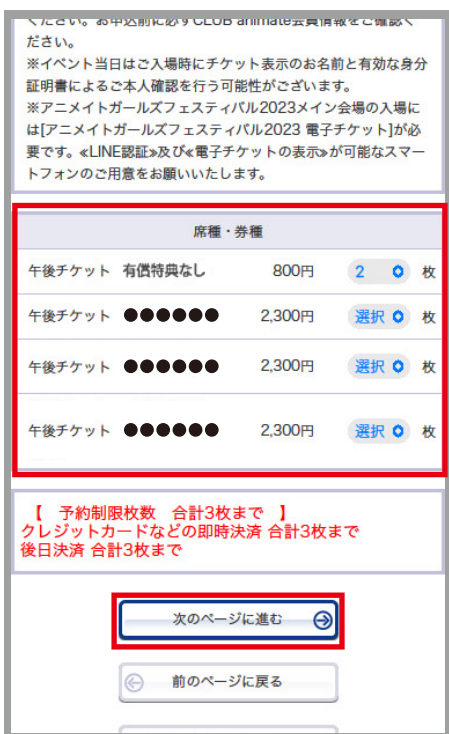 ください。お申込前に必ずCLUB animate会員情報をご確認く
ださい。
※イベント当日はご入場時にチケット表示のお名前と有効な身分
証明書によるご本人確認を行う可能性がございます。
※アニメイトガールズフェスティバル2023メイン会場の入場に
は[アニメイトガールズフェスティバル2023 電子チケット]が必
要です。≪LINE認証≫及び≪電子チケットの表示≫が可能なスマー
トフォンのご用意をお願いいたします。
席種・券種
午後チケット 有償特典なし 800円 2 枚
午後チケット ●●●●●● 2,300円 選択 枚
午後チケット ●●●●●● 2,300円 選択 枚
午後チケット ●●●●●● 2,300円 選択 枚
【 予約制限枚数 合計3枚まで 】
クレジットカードなどの即時決済 合計3枚まで
後日決済 合計3枚まで
次のページに進む
前のページに戻る